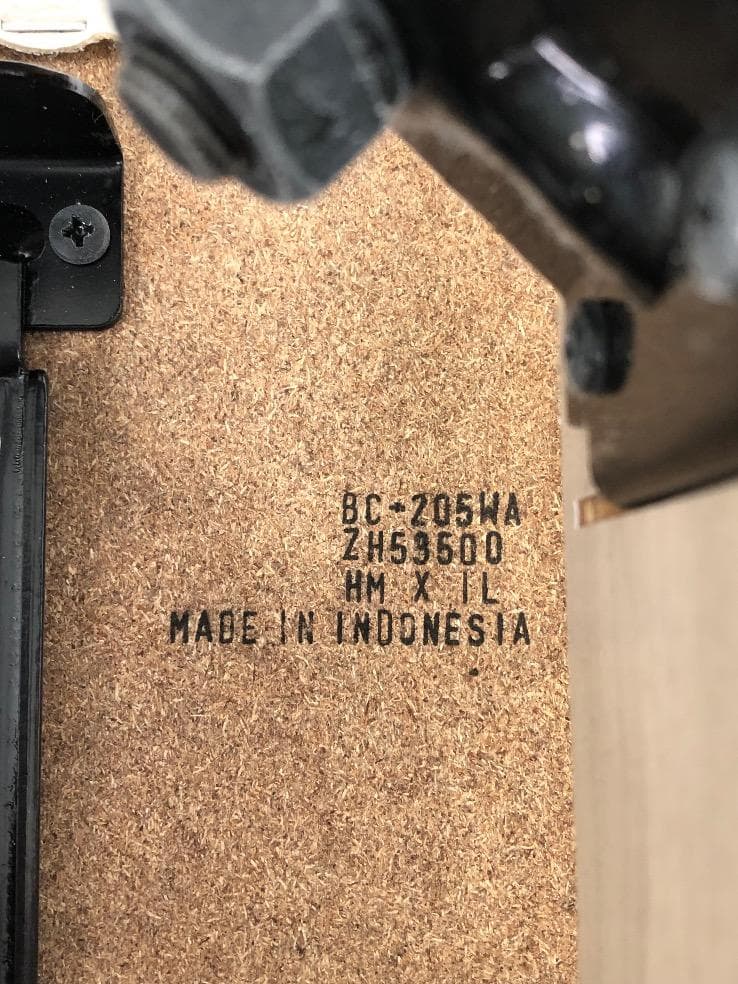 BC-205WA
ZH53500
HM X IL
MADE IN INDONESIA